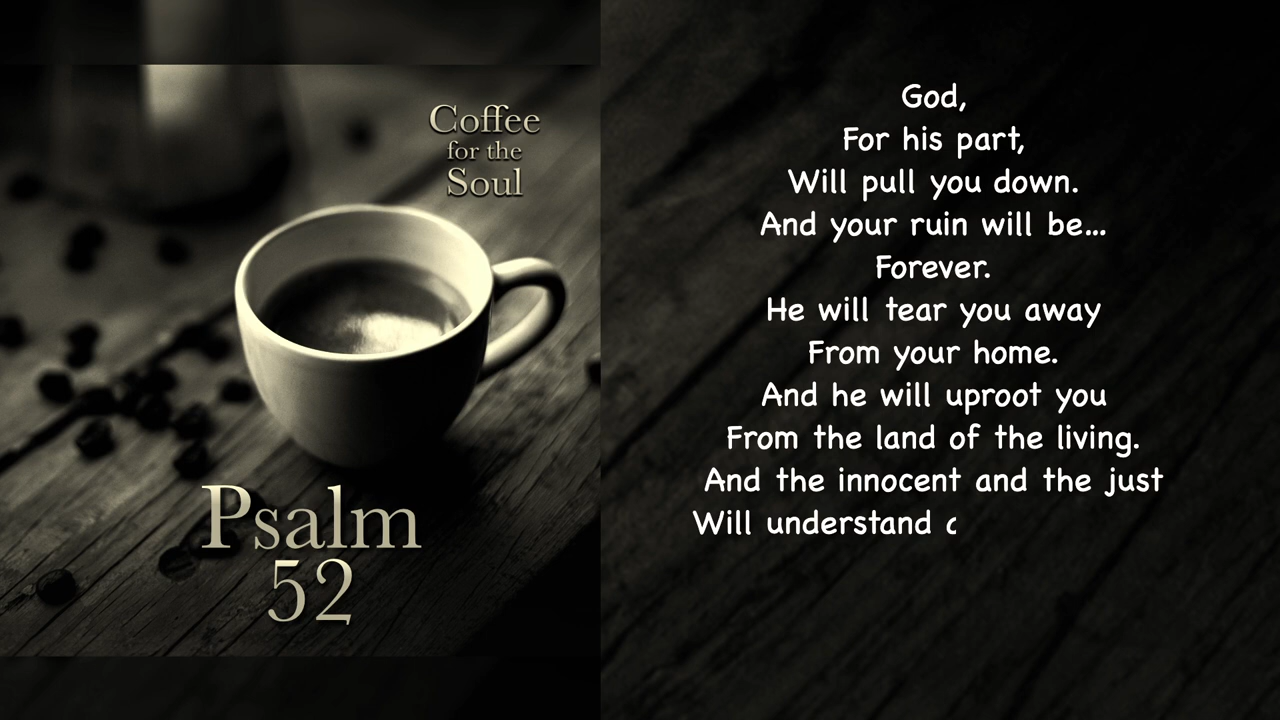 Coffee
for the
Soul
Psalm
52
God,
For his part,
Will pull you down.
And your ruin will be...
Forever.
He will tear you away
From your home.
And he will uproot you
From the land of the living.
And the innocent and the just
Will understand